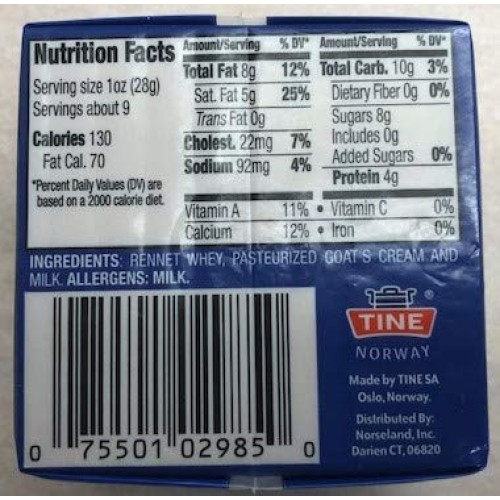 Nutrition Facts
Serving size 1oz (28g)
Servings about 9
Calories 130
Fat Cal. 70
*Percent Daily Values (DV) are
based on a 2000 calorie diet.
Amount/Serving % DV*
Total Fat 8g 12%
Sat. Fat 5g 25%
Trans Fat 0g
Cholest. 22mg 7%
Sodium 92mg 4%
Amount/Serving % DV*
Total Carb. 10g 3%
Dietary Fiber 0g 0%
Sugars 8g
Includes 0g
Added Sugars 0%
Protein 4g
Vitamin A 11% • Vitamin C 0%
Calcium 12% • Iron 0%
INGREDIENTS: RENNET WHEY, PASTEURIZED GOAT'S CREAM AND
MILK. ALLERGENS: MILK.
0 75501 02985 0
TINE ®
NORWAY
Made by TINE SA
Oslo, Norway.
Distributed By:
Norseland, Inc.
Darien CT, 06820